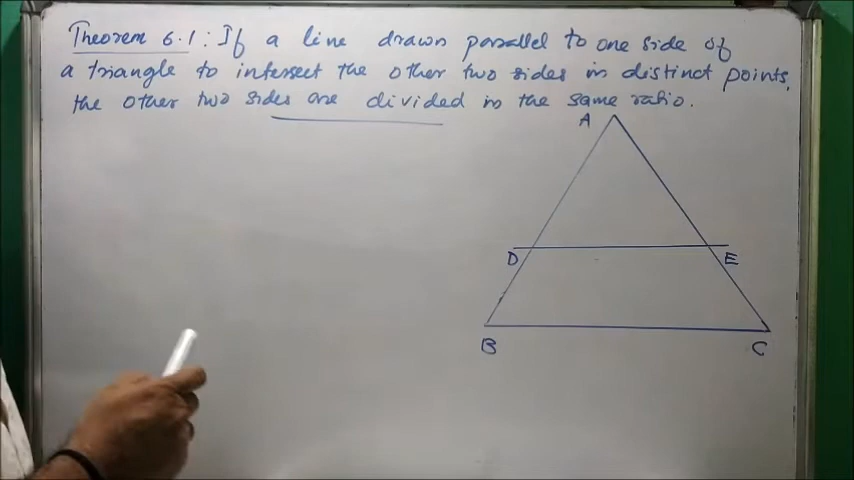 Theorem 6.1: If a line drawn parallel to one side of
a triangle to intersect the other two sides in distinct points,
the other two sides are divided in the same ratio.
A
D E
B C